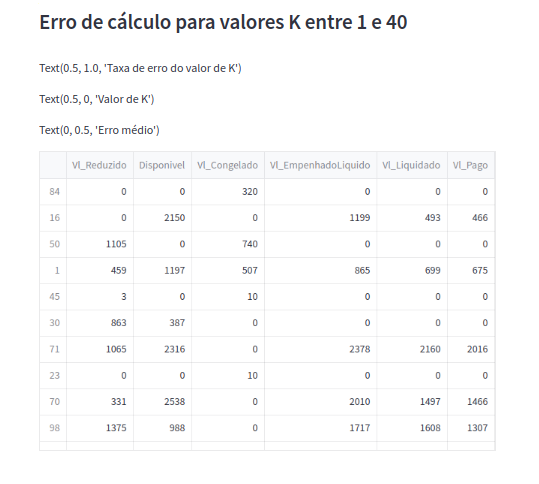 Erro de cálculo para valores K entre 1 e 40
Text(0.5, 1.0, 'Taxa de erro do valor de K')
Text(0.5, 0, 'Valor de K')
Text(0, 0.5, 'Erro médio')
Vl_Reduzido Disponivel Vl_Congelado Vl_EmpenhadoLiquido Vl_Liquidado Vl_Pago
84 0 0 320 0 0 0
16 0 2150 0 1199 493 466
50 1105 0 740 0 0 0
1 459 1197 507 865 699 675
45 3 0 10 0 0 0
30 863 387 0 0 0 0
71 1065 2316 0 2378 2160 2016
23 0 0 10 0 0 0
70 331 2538 0 2010 1497 1466
98 1375 988 0 1717 1608 1307